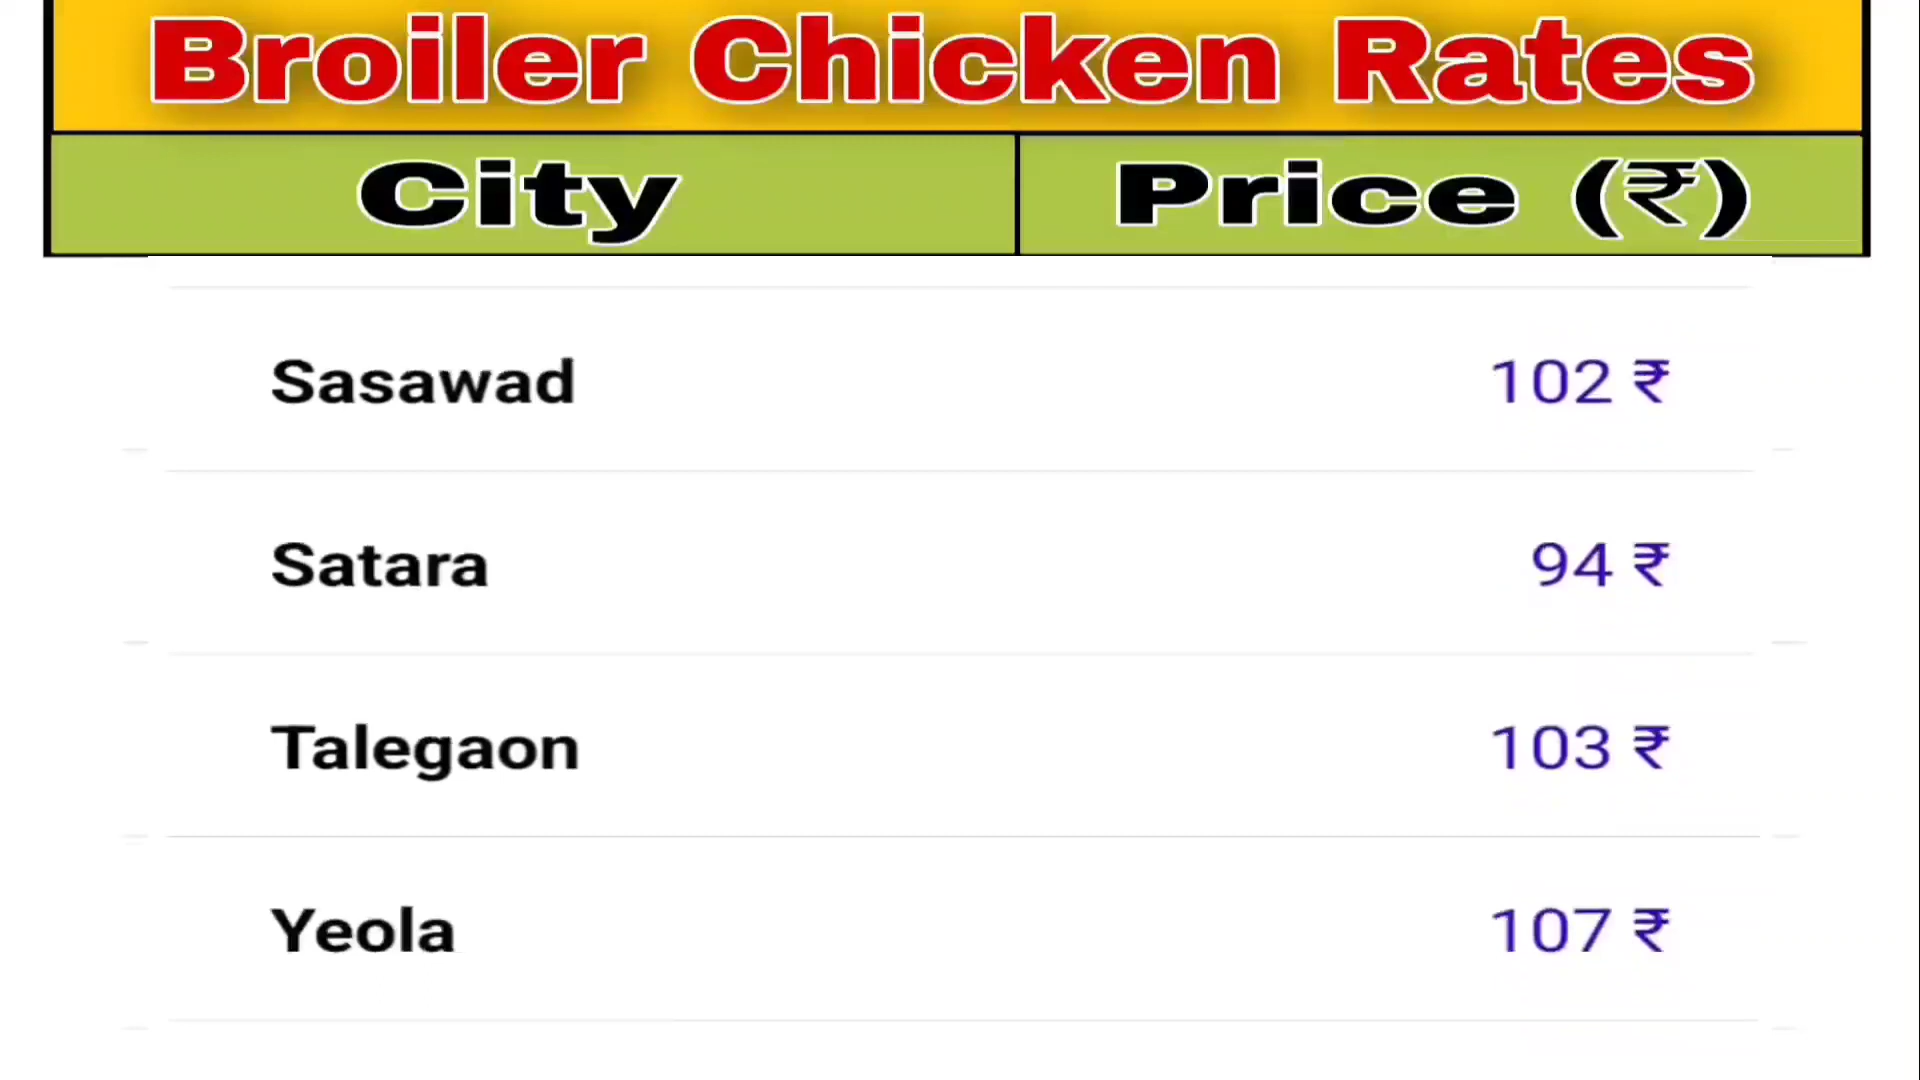 Broiler Chicken Rates
City Price (₹)
Sasawad 102 ₹
Satara 94 ₹
Talegaon 103 ₹
Yeola 107 ₹